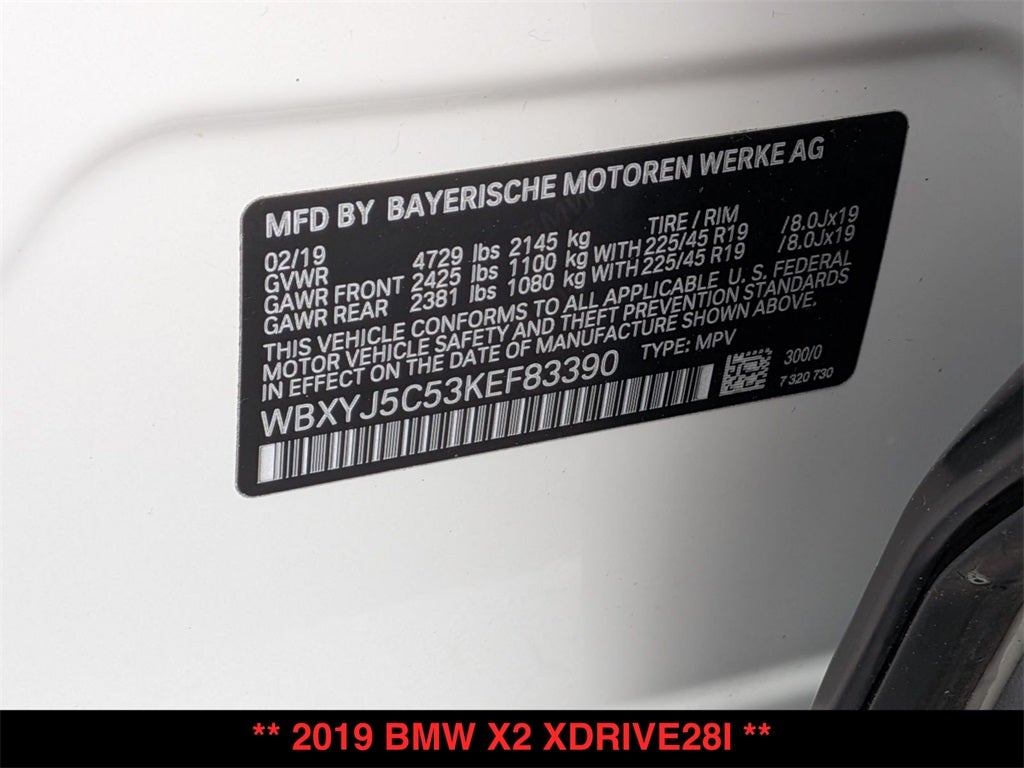 MFD BY BAYERISCHE MOTOREN WERKE AG
02/19 TIRE / RIM
GVWR 4729 lbs 2145 kg
GAWR FRONT 2425 lbs 1100 kg WITH 225/45 R19 /8.0Jx19
GAWR REAR 2381 lbs 1080 kg WITH 225/45 R19 /8.0Jx19
THIS VEHICLE CONFORMS TO ALL APPLICABLE U. S. FEDERAL
MOTOR VEHICLE SAFETY AND THEFT PREVENTION STANDARDS
IN EFFECT ON THE DATE OF MANUFACTURE SHOWN ABOVE.
TYPE: MPV
WBXYJ5C53KEF83390
300/0
7 320 730
** 2019 BMW X2 XDRIVE28I **